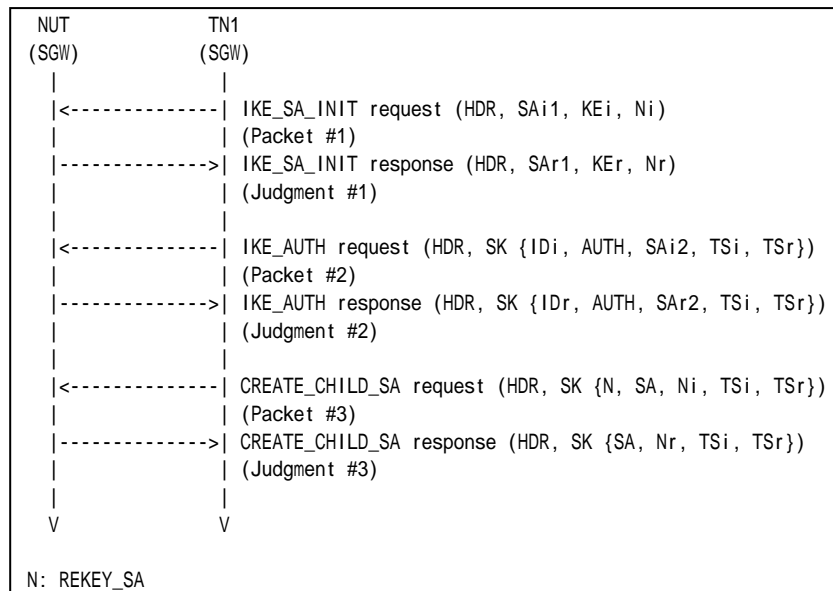 NUT TN1
(SGW) (SGW)
| |
|<--------------| IKE_SA_INIT request (HDR, SAi1, KEi, Ni)
| | (Packet #1)
|-------------->| IKE_SA_INIT response (HDR, SAr1, KEr, Nr)
| | (Judgment #1)
| |
|<--------------| IKE_AUTH request (HDR, SK {IDi, AUTH, SAi2, TSi, TSr})
| | (Packet #2)
|-------------->| IKE_AUTH response (HDR, SK {IDr, AUTH, SAr2, TSi, TSr})
| | (Judgment #2)
| |
|<--------------| CREATE_CHILD_SA request (HDR, SK {N, SA, Ni, TSi, TSr})
| | (Packet #3)
|-------------->| CREATE_CHILD_SA response (HDR, SK {SA, Nr, TSi, TSr})
| | (Judgment #3)
| |
V V
N: REKEY_SA